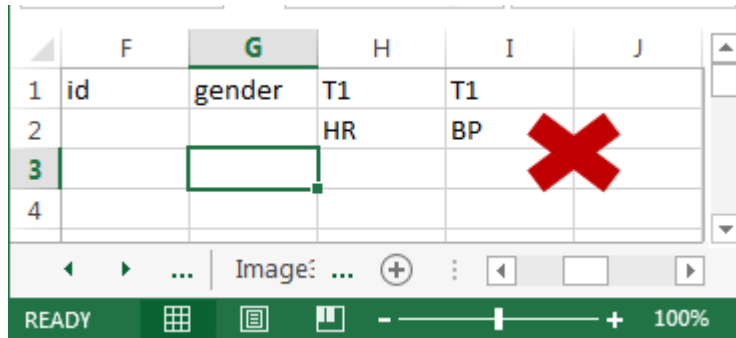 F G H I J
1 id gender T1 T1
2 HR BP
3
4
... Image3 ...
READY 100%